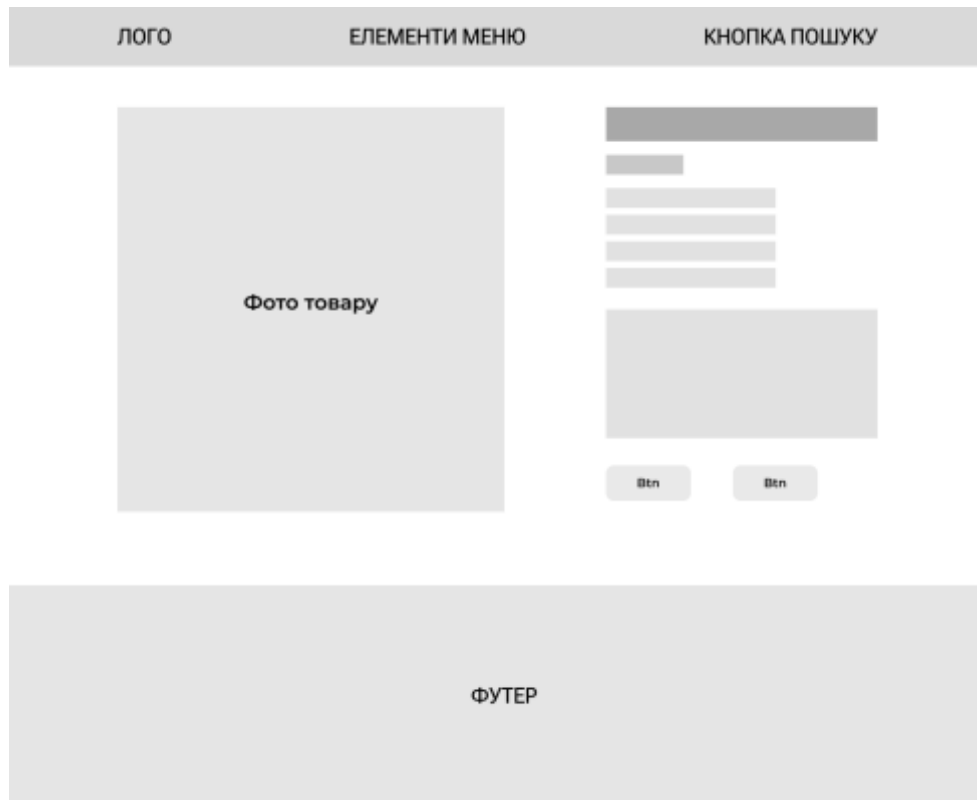 ЛОГО ЕЛЕМЕНТИ МЕНЮ КНОПКА ПОШУКУ
Фото товару
Btn Btn
ФУТЕР